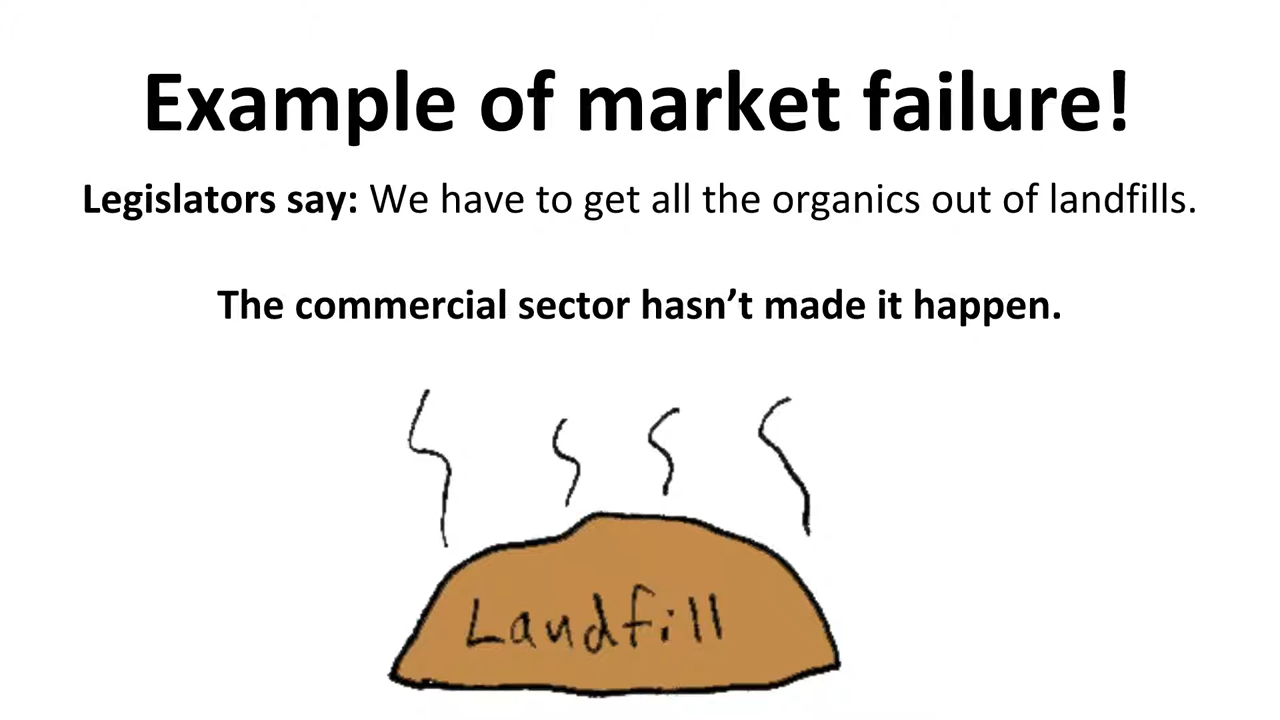 Example of market failure!
Legislators say: We have to get all the organics out of landfills.
The commercial sector hasn’t made it happen.
Landfill